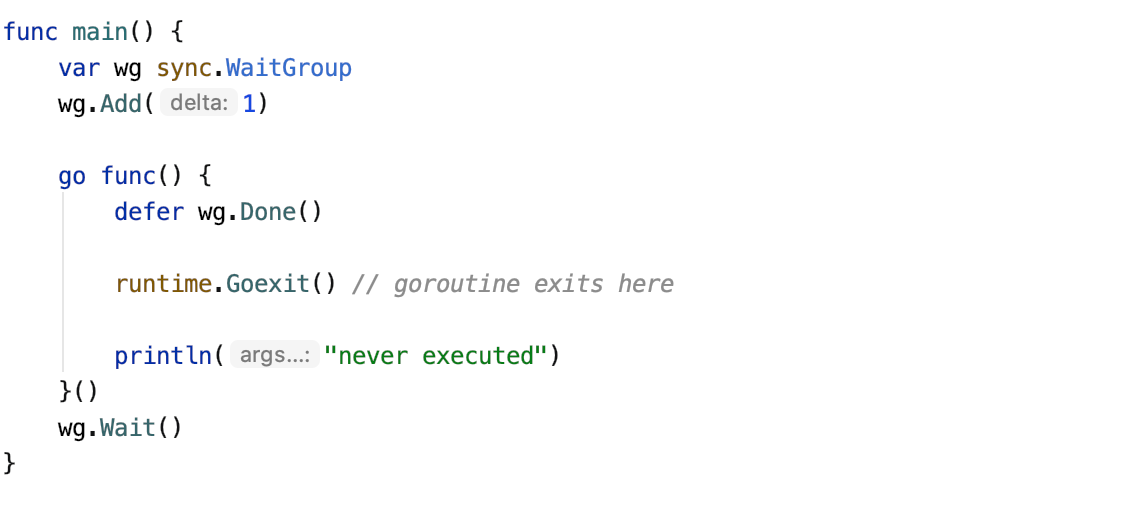 func main() {
    var wg sync.WaitGroup
    wg.Add( delta: 1)
    go func() {
        defer wg.Done()
        runtime.Goexit() // goroutine exits here
        println( args...: "never executed")
    }()
    wg.Wait()
}